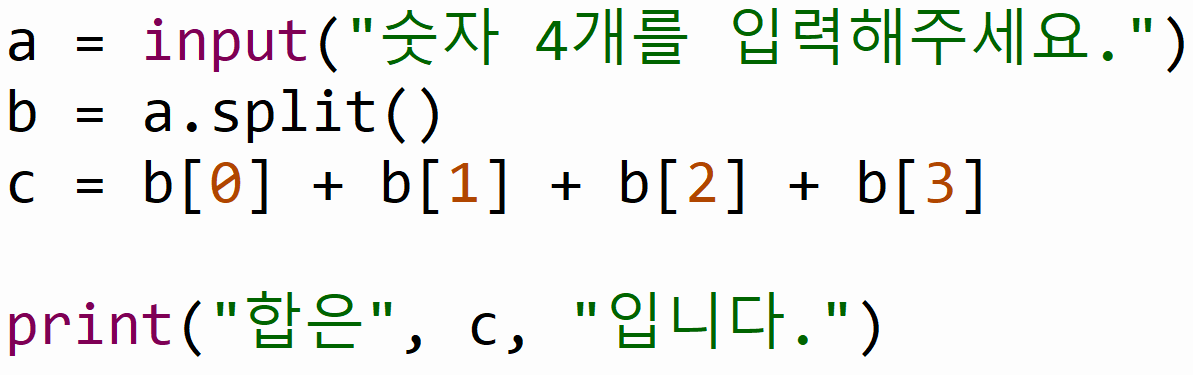 a = input("숫자 4개를 입력해주세요.")
b = a.split()
c = b[0] + b[1] + b[2] + b[3]
print("합은", c, "입니다.")